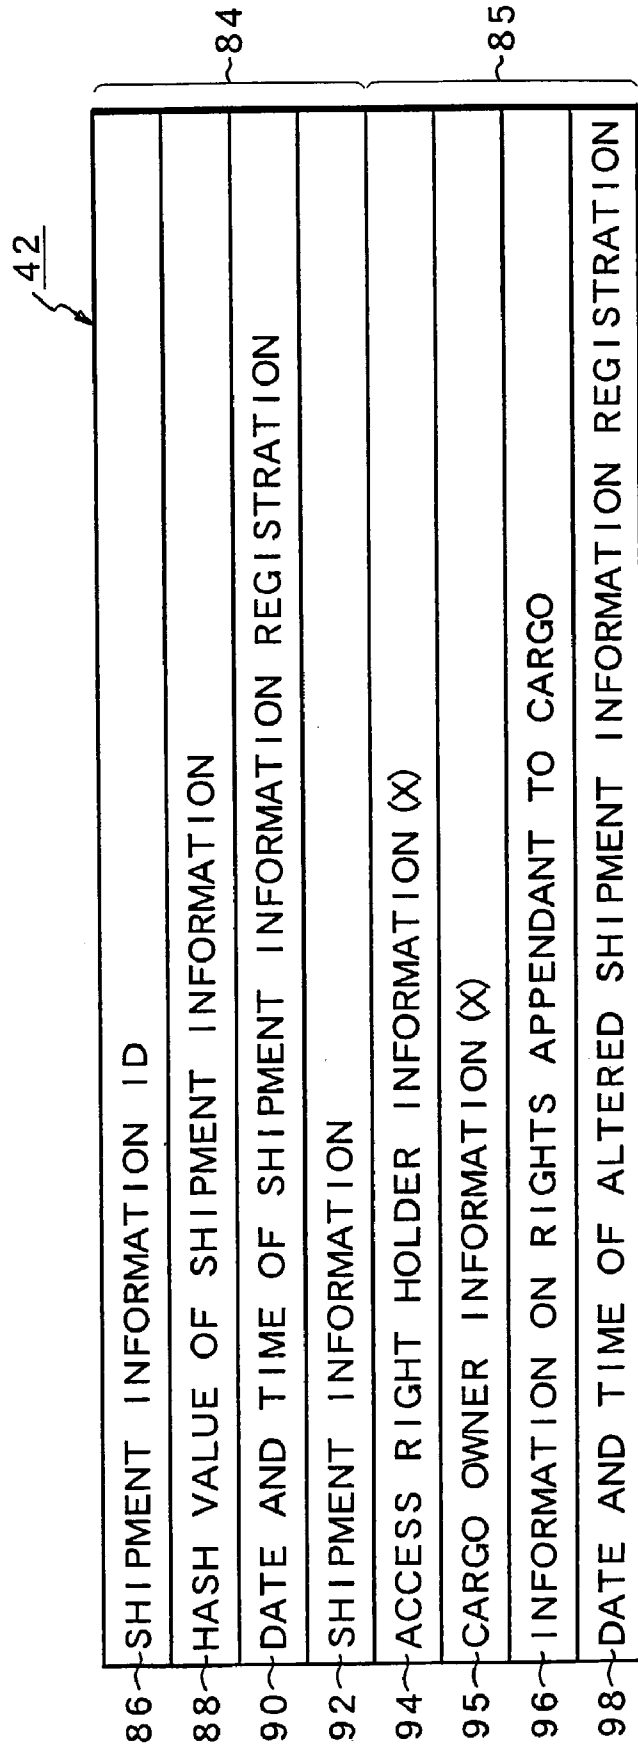 42
86 SHIPMENT INFORMATION ID
88 HASH VALUE OF SHIPMENT INFORMATION
90 DATE AND TIME OF SHIPMENT INFORMATION REGISTRATION
92 SHIPMENT INFORMATION
84
94 ACCESS RIGHT HOLDER INFORMATION (X)
95 CARGO OWNER INFORMATION (X)
96 INFORMATION ON RIGHTS APPENDANT TO CARGO
98 DATE AND TIME OF ALTERED SHIPMENT INFORMATION REGISTRATION
85